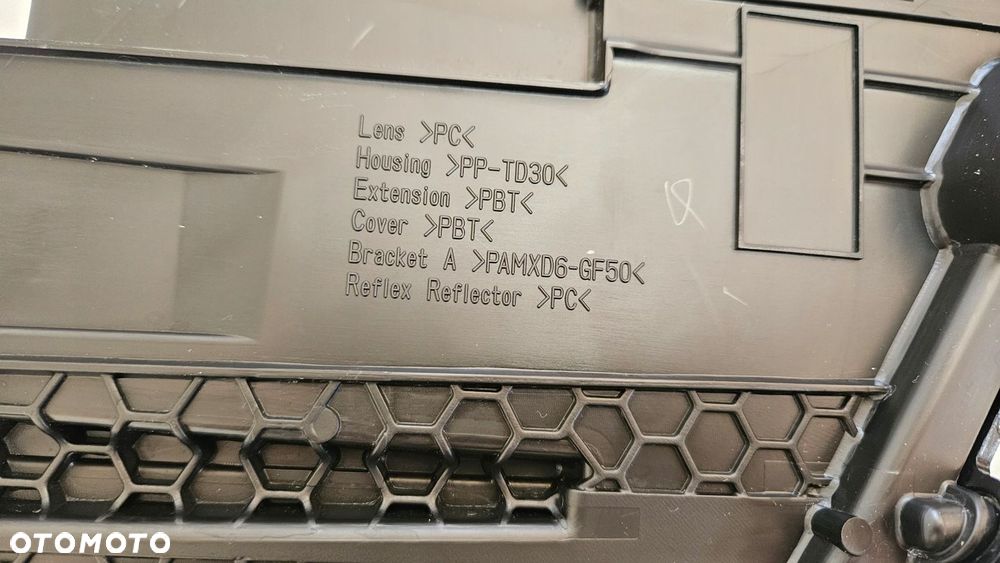 Lens >PC<
Housing >PP-TD30<
Extension >PBT<
Cover >PBT<
Bracket A >PAMXD6-GF50<
Reflex Reflector >PC<
OTOMOTO